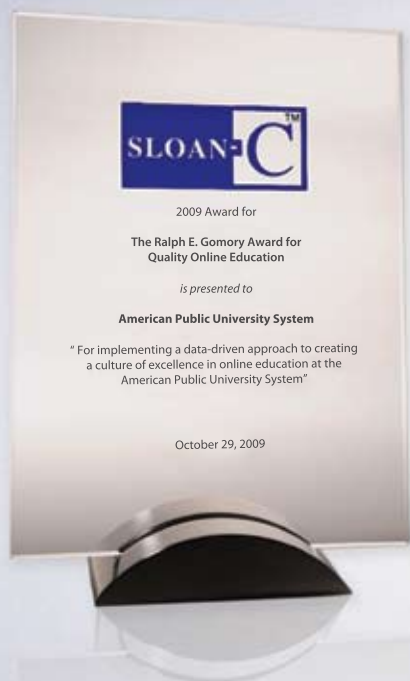 SLOAN-C™
2009 Award for
The Ralph E. Gomory Award for
Quality Online Education
is presented to
American Public University System
“ For implementing a data-driven approach to creating
a culture of excellence in online education at the
American Public University System”
October 29, 2009